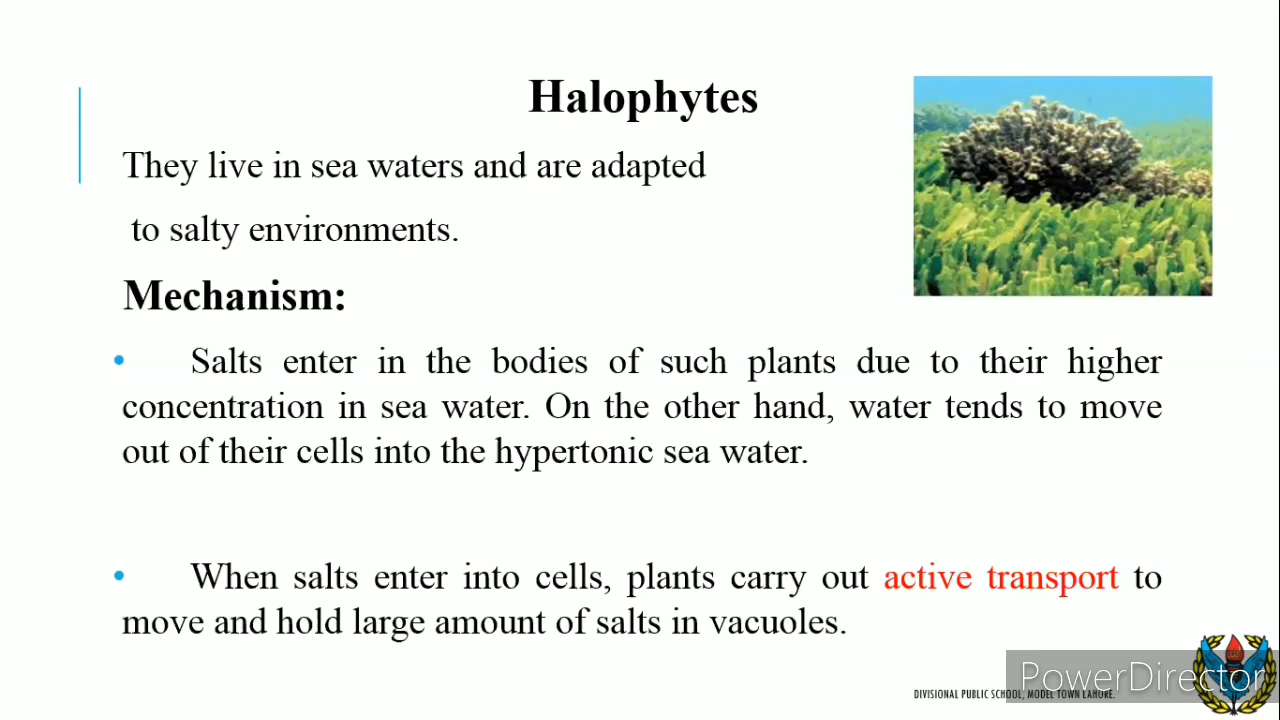 Halophytes
They live in sea waters and are adapted
to salty environments.
Mechanism:
• Salts enter in the bodies of such plants due to their higher
concentration in sea water. On the other hand, water tends to move
out of their cells into the hypertonic sea water.
• When salts enter into cells, plants carry out active transport to
move and hold large amount of salts in vacuoles.
PowerDirector
DIVISIONAL PUBLIC SCHOOL, MODEL TOWN LAHORE.